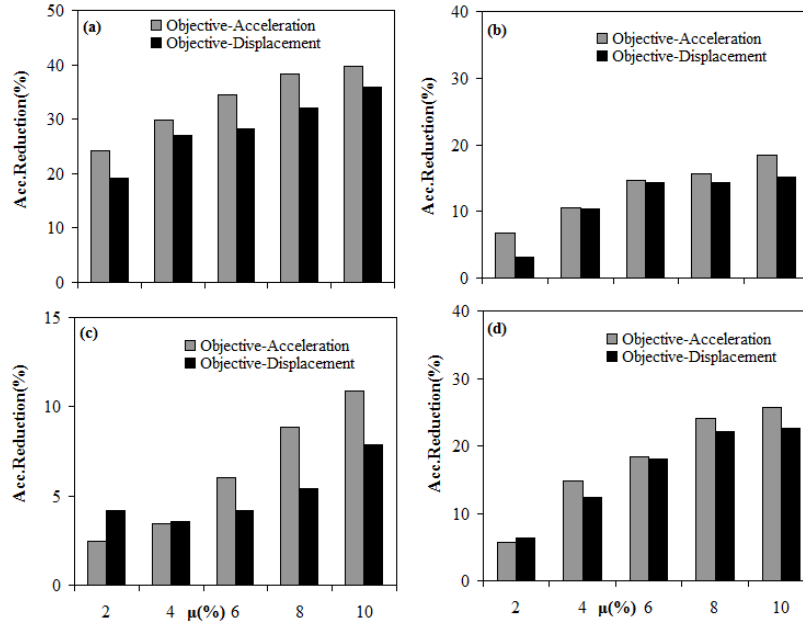 (a)
Objective-Acceleration
Objective-Displacement
Acc.Reduction(%)
50
40
30
20
10
0
(b)
Objective-Acceleration
Objective-Displacement
Acc.Reduction(%)
40
30
20
10
0
(c)
Objective-Acceleration
Objective-Displacement
Acc.Reduction(%)
15
10
5
0
2 4 μ(%) 6 8 10
(d)
Objective-Acceleration
Objective-Displacement
Acc.Reduction(%)
40
30
20
10
0
2 4 μ(%) 6 8 10